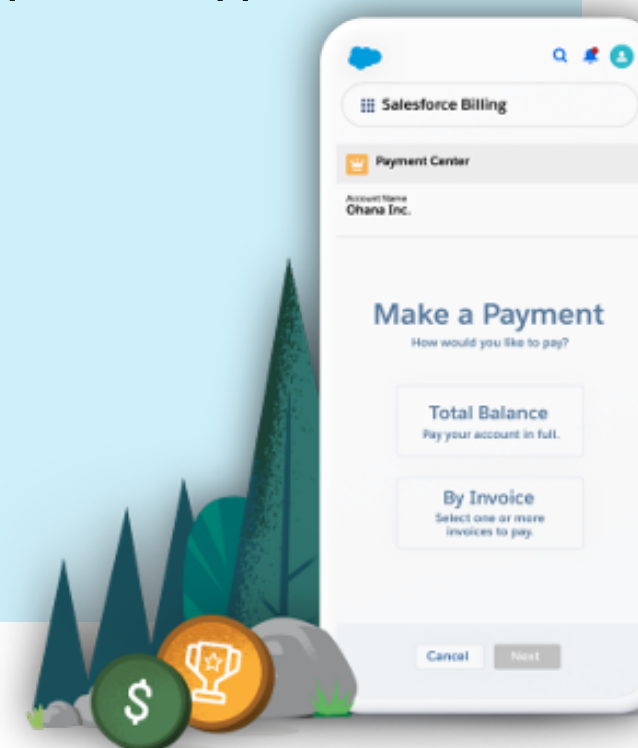 Salesforce Billing
Payment Center
Account Name
Ohana Inc.
Make a Payment
How would you like to pay?
Total Balance
Pay your account in full.
By Invoice
Select one or more
invoices to pay.
Cancel
Next
$